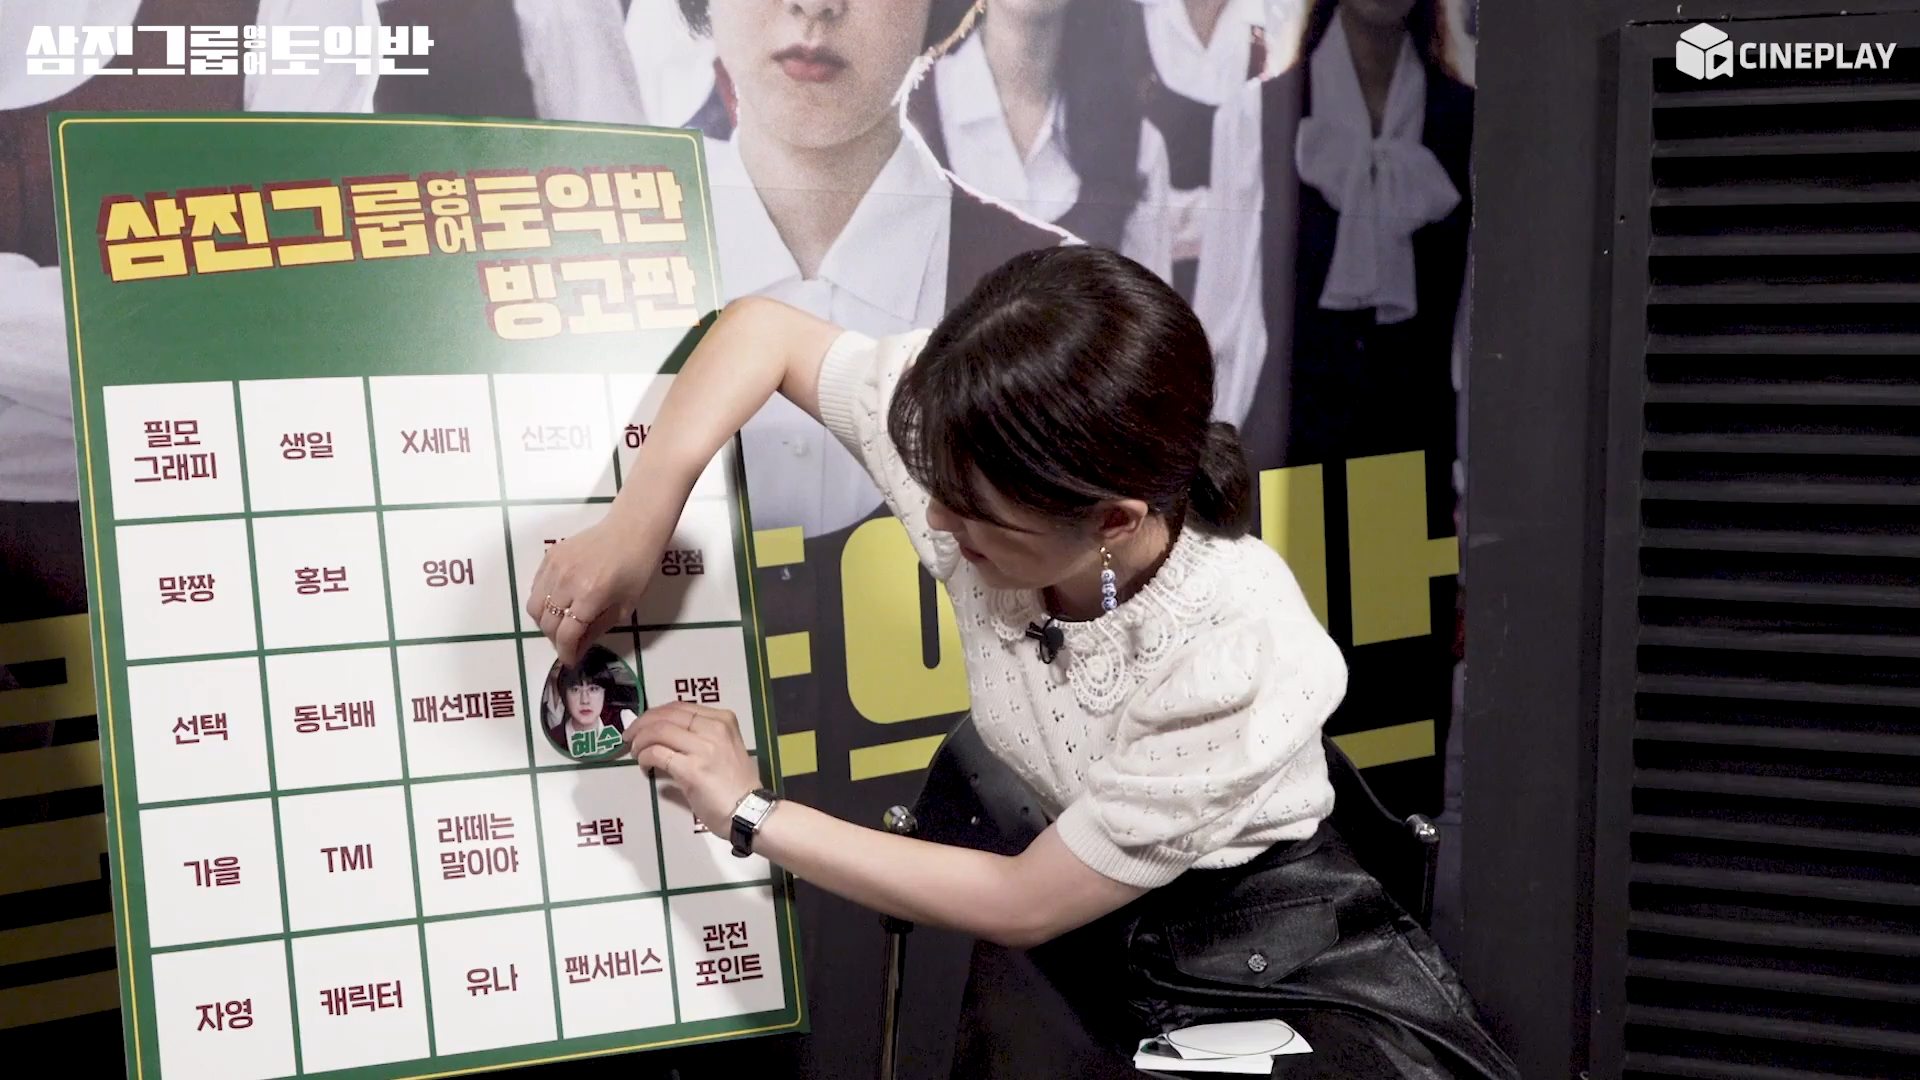 삼진그룹영어토익반
CINEPLAY
삼진그룹영어토익반
빙고판
필모
그래피
생일
X세대
신조어
맞짱
홍보
영어
장점
선택
동년배
패션피플
혜수
만점
가을
TMI
라떼는
말이야
보람
자영
캐릭터
유나
팬서비스
관전
포인트